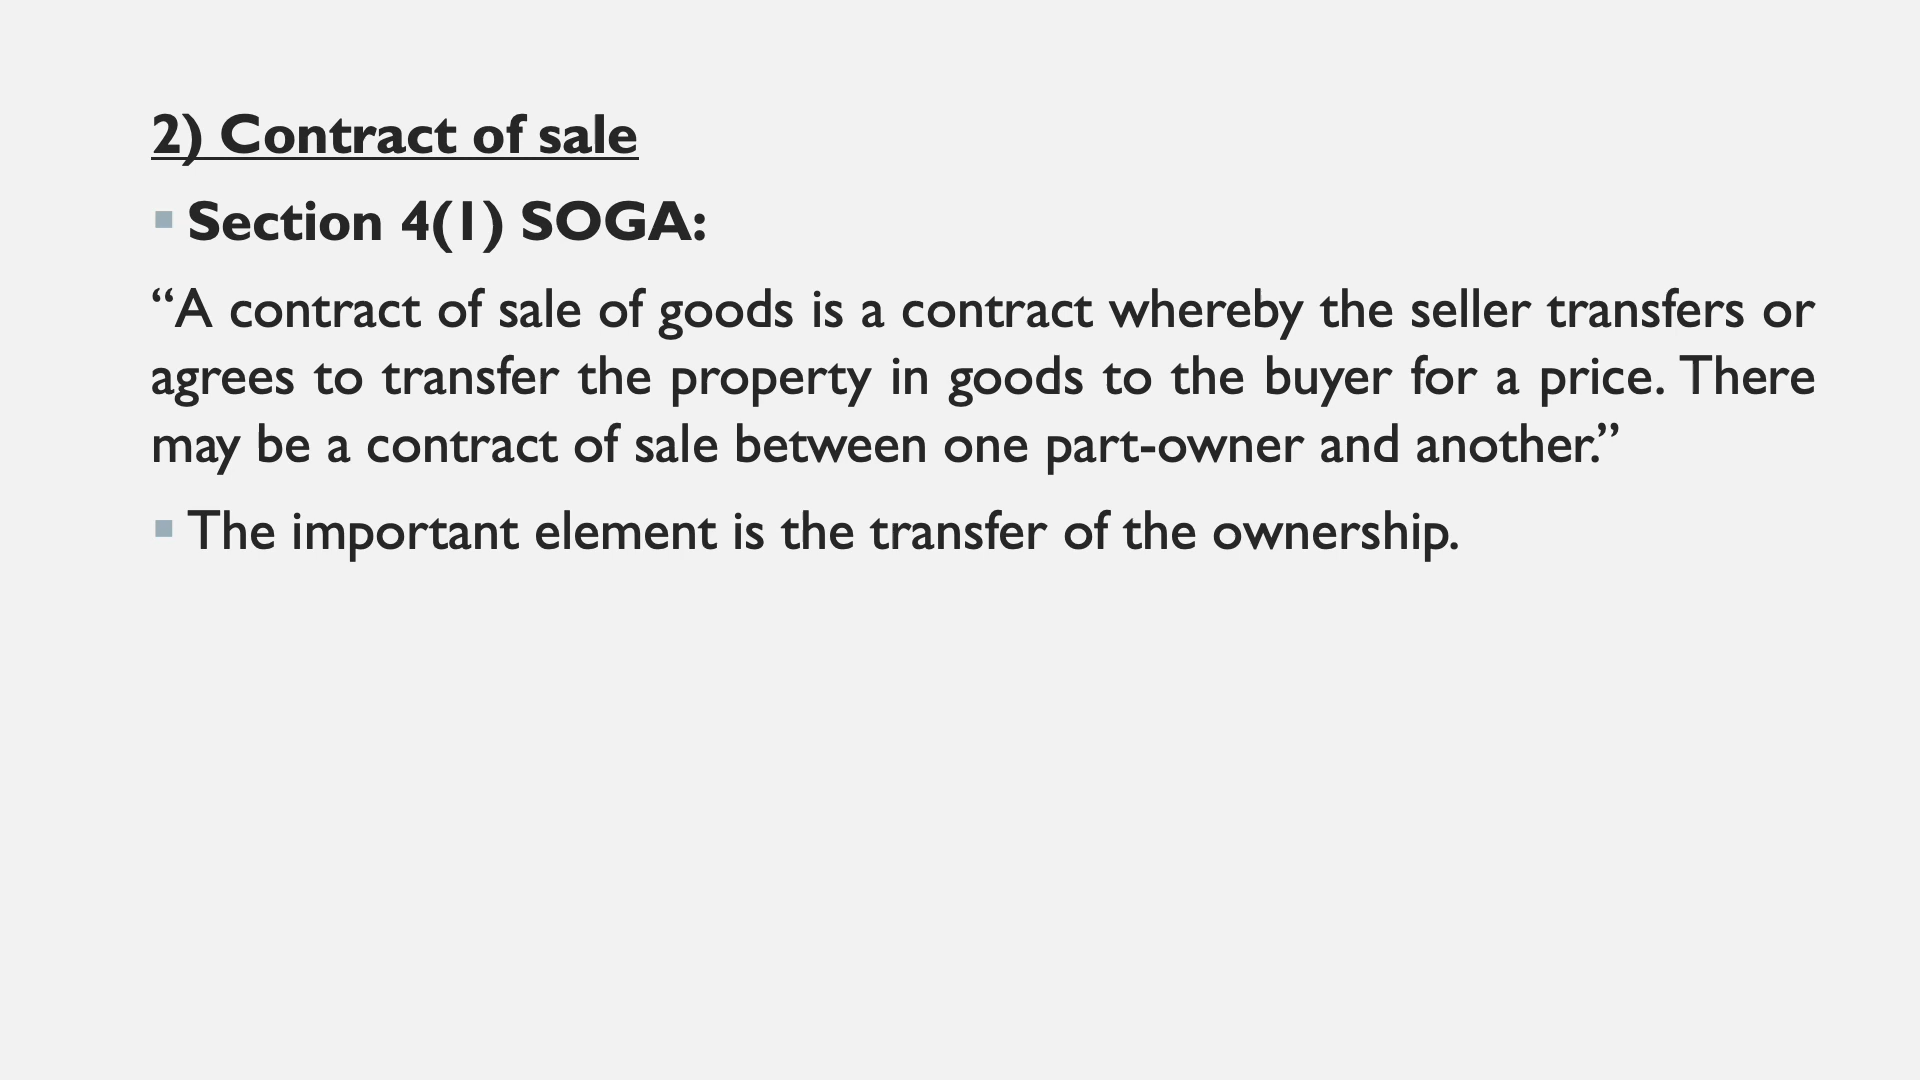 2) Contract of sale
▪ Section 4(1) SOGA:
“A contract of sale of goods is a contract whereby the seller transfers or
agrees to transfer the property in goods to the buyer for a price. There
may be a contract of sale between one part-owner and another.”
▪ The important element is the transfer of the ownership.